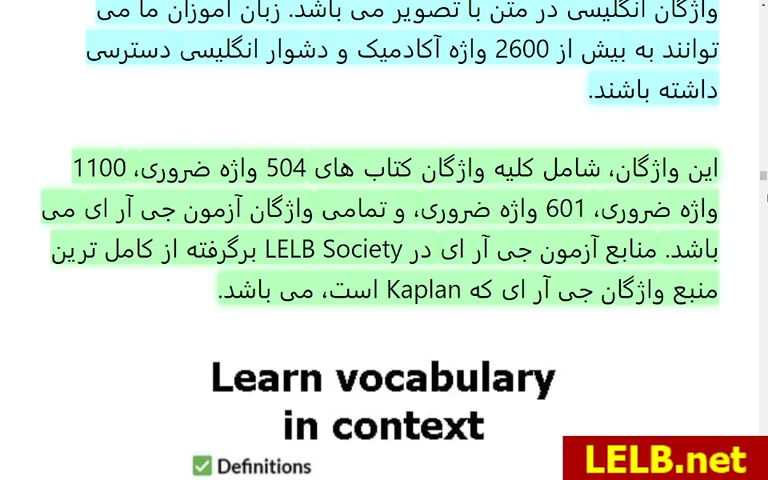 واژگان انگلیسی در متن با تصویر می باشد. زبان آموزان ما می
توانند به بیش از 2600 واژه آکادمیک و دشوار انگلیسی دسترسی
داشته باشند.
این واژگان، شامل کلیه واژگان کتاب های 504 واژه ضروری، 1100
واژه ضروری، 601 واژه ضروری، و تمامی واژگان آزمون جی آر ای می
باشد. منابع آزمون جی آر ای در LELB Society برگرفته از کامل ترین
منبع واژگان جی آر ای که Kaplan است، می باشد.
Learn vocabulary
in context
✅ Definitions
LELB.net